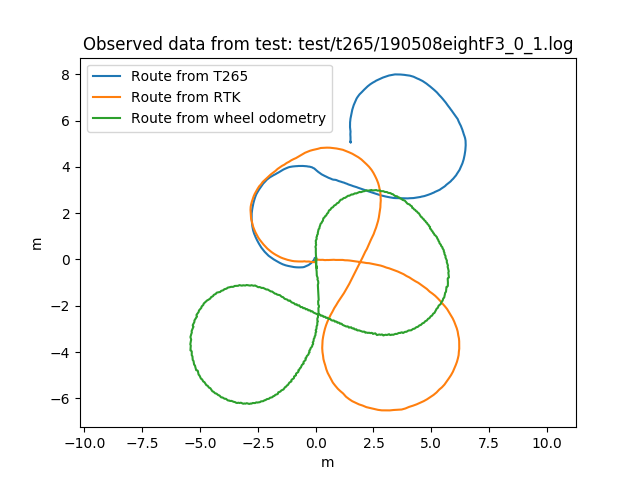 Observed data from test: test/t265/190508eightF3_0_1.log
Route from T265
Route from RTK
Route from wheel odometry
8
6
4
2
0
−2
−4
−6
m
−10.0 −7.5 −5.0 −2.5 0.0 2.5 5.0 7.5 10.0
m